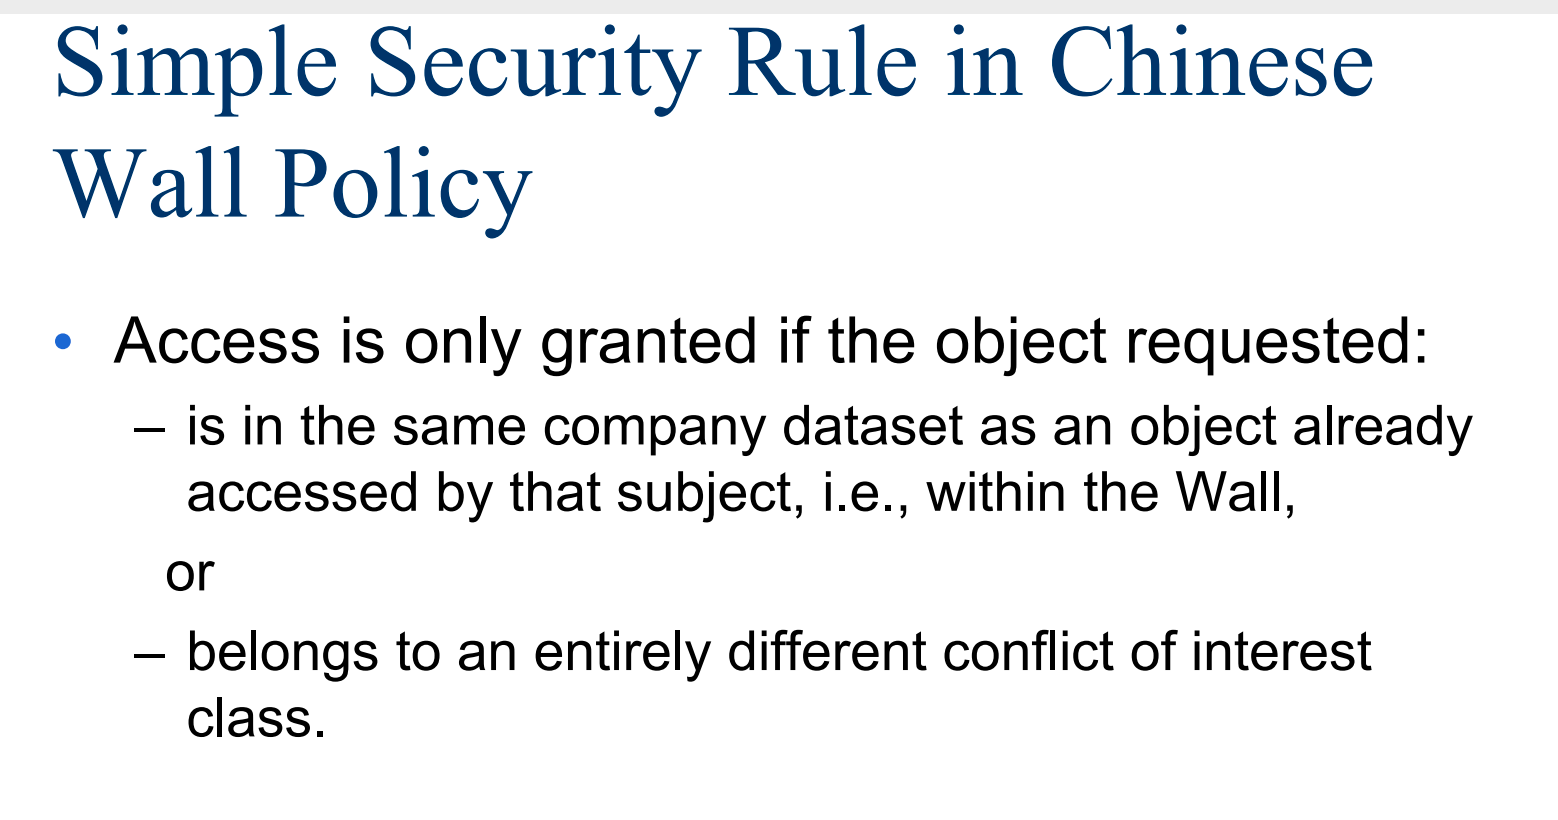 Simple Security Rule in Chinese
Wall Policy
• Access is only granted if the object requested:
– is in the same company dataset as an object already
accessed by that subject, i.e., within the Wall,
or
– belongs to an entirely different conflict of interest
class.